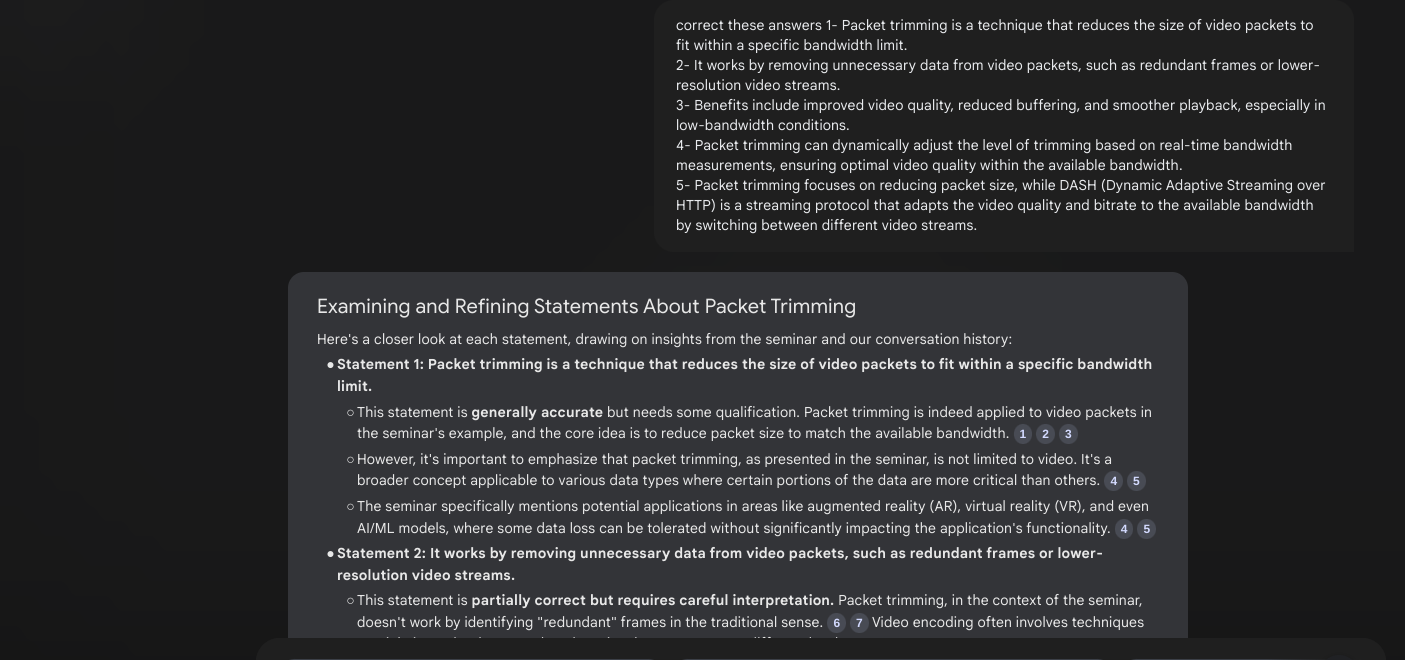 correct these answers 1- Packet trimming is a technique that reduces the size of video packets to
fit within a specific bandwidth limit.
2- It works by removing unnecessary data from video packets, such as redundant frames or lower-
resolution video streams.
3- Benefits include improved video quality, reduced buffering, and smoother playback, especially in
low-bandwidth conditions.
4- Packet trimming can dynamically adjust the level of trimming based on real-time bandwidth
measurements, ensuring optimal video quality within the available bandwidth.
5- Packet trimming focuses on reducing packet size, while DASH (Dynamic Adaptive Streaming over
HTTP) is a streaming protocol that adapts the video quality and bitrate to the available bandwidth
by switching between different video streams.
Examining and Refining Statements About Packet Trimming
Here's a closer look at each statement, drawing on insights from the seminar and our conversation history:
● Statement 1: Packet trimming is a technique that reduces the size of video packets to fit within a specific bandwidth
limit.
○ This statement is generally accurate but needs some qualification. Packet trimming is indeed applied to video packets in
the seminar's example, and the core idea is to reduce packet size to match the available bandwidth. 1 2 3
○ However, it's important to emphasize that packet trimming, as presented in the seminar, is not limited to video. It's a
broader concept applicable to various data types where certain portions of the data are more critical than others. 4 5
○ The seminar specifically mentions potential applications in areas like augmented reality (AR), virtual reality (VR), and even
AI/ML models, where some data loss can be tolerated without significantly impacting the application's functionality. 4 5
● Statement 2: It works by removing unnecessary data from video packets, such as redundant frames or lower-
resolution video streams.
○ This statement is partially correct but requires careful interpretation. Packet trimming, in the context of the seminar,
doesn't work by identifying "redundant" frames in the traditional sense. 6 7 Video encoding often involves techniques